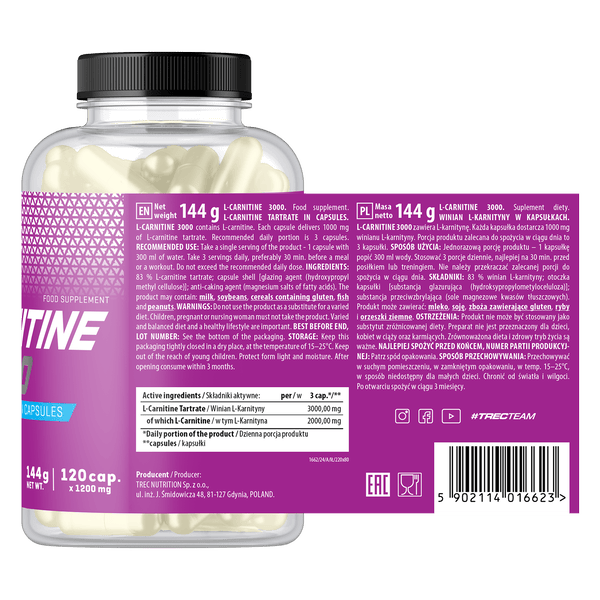 FOOD SUPPLEMENT
NITINE
CAPSULES
144g
NET WT.
120 cap.
x 1200 mg
EN Net weight 144 g L-CARNITINE 3000. Food supplement.
L-CARNITINE TARTRATE IN CAPSULES.
L-CARNITINE 3000 contains L-carnitine. Each capsule delivers 1000 mg
of L-carnitine tartrate. Recommended daily portion is 3 capsules.
RECOMMENDED USE: Take a single serving of the product - 1 capsule with
300 ml of water. Take 3 servings daily, preferably 30 min. before a meal
or a workout. Do not exceed the recommended daily dose. INGREDIENTS:
83 % L-carnitine tartrate; capsule shell [glazing agent (hydroxypropyl
methyl cellulose)]; anti-caking agent (magnesium salts of fatty acids). The
product may contain: milk, soybeans, cereals containing gluten, fish
and peanuts. WARNINGS: Do not use the product as a substitute for a varied
diet. Children, pregnant or nursing woman must not take the product. Varied
and balanced diet and a healthy lifestyle are important. BEST BEFORE END,
LOT NUMBER: See the bottom of the packaging. STORAGE: Keep this
packaging tightly closed in a dry place, at the temperature of 15–25°C. Keep
out of the reach of young children. Protect form light and moisture. After
opening consume within 3 months.
Active ingredients / Składniki aktywne: per / w 3 cap.*/**
L-Carnitine Tartrate / Winian L-Karnityny 3000,00 mg
of which L-Carnitine / w tym L-Karnityna 2000,00 mg
*Daily portion of the product / Dzienna porcja produktu
**capsules / kapsułki
1662/24/A/8L/220x80
Producent / Producer:
TREC NUTRITION Sp. z o.o.,
ul. inż. J. Śmidowicza 48, 81-127 Gdynia, POLAND.
PL Masa netto 144 g L-CARNITINE 3000. Suplement diety.
WINIAN L-KARNITYNY W KAPSUŁKACH.
L-CARNITINE 3000 zawiera L-karnitynę. Każda kapsułka dostarcza 1000 mg
winianu L-karnityny. Porcja produktu zalecana do spożycia w ciągu dnia to
3 kapsułki. SPOSÓB UŻYCIA: Jednorazową porcję produktu – 1 kapsułkę
popić 300 ml wody. Stosować 3 porcje dziennie, najlepiej na 30 min. przed
posiłkiem lub treningiem. Nie należy przekraczać zalecanej porcji do
spożycia w ciągu dnia. SKŁADNIKI: 83 % winianu L-karnityny; otoczka
kapsułki [substancja glazurująca (hydroksypropylometyloceluloza)];
substancja przeciwzbrylająca (sole magnezowe kwasów tłuszczowych).
Produkt może zawierać: mleko, soję, zboża zawierające gluten, ryby
i orzeszki ziemne. OSTRZEŻENIA: Produkt nie może być stosowany jako
substytut zróżnicowanej diety. Preparat nie jest przeznaczony dla dzieci,
kobiet w ciąży oraz karmiących. Zrównoważona dieta i zdrowy tryb życia są
ważne. NAJLEPIEJ SPOŻYĆ PRZED KOŃCEM, NUMER PARTII PRODUKCYJ-
NEJ: Patrz spód opakowania. SPOSÓB PRZECHOWYWANIA: Przechowywać
w suchym pomieszczeniu, w zamkniętym opakowaniu, w temp. 15–25°C,
w sposób niedostępny dla małych dzieci. Chronić od światła i wilgoci.
Po otwarciu spożyć w ciągu 3 miesięcy.
#TRECTEAM
EAC
5 902114 016623 >